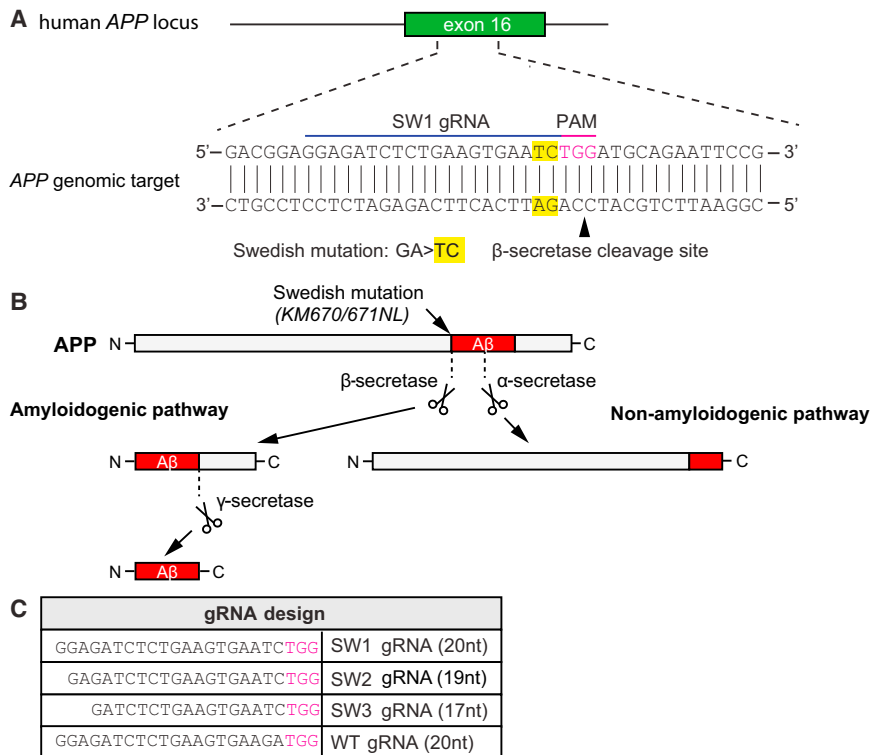 A human APP locus
exon 16
SW1 gRNA PAM
5'– GACGGAGGAGATCTCTGAAGTGAATCTGGATGCAGAATTCCG – 3'
APP genomic target
3'– CTGCCTCCTCTAGAGACTTCACTTAGACCTACGTCTTAAGGC – 5'
Swedish mutation: GA>TC β-secretase cleavage site
B
Swedish mutation
(KM670/671NL)
APP N Aβ C
β-secretase α-secretase
Amyloidogenic pathway Non-amyloidogenic pathway
N Aβ C N C
γ-secretase
N Aβ C
C
gRNA design
GGAGATCTCTGAAGTGAATCTGG SW1 gRNA (20nt)
GAGATCTCTGAAGTGAATCTGG SW2 gRNA (19nt)
GATCTCTGAAGTGAATCTGG SW3 gRNA (17nt)
GGAGATCTCTGAAGTGAAGATGG WT gRNA (20nt)